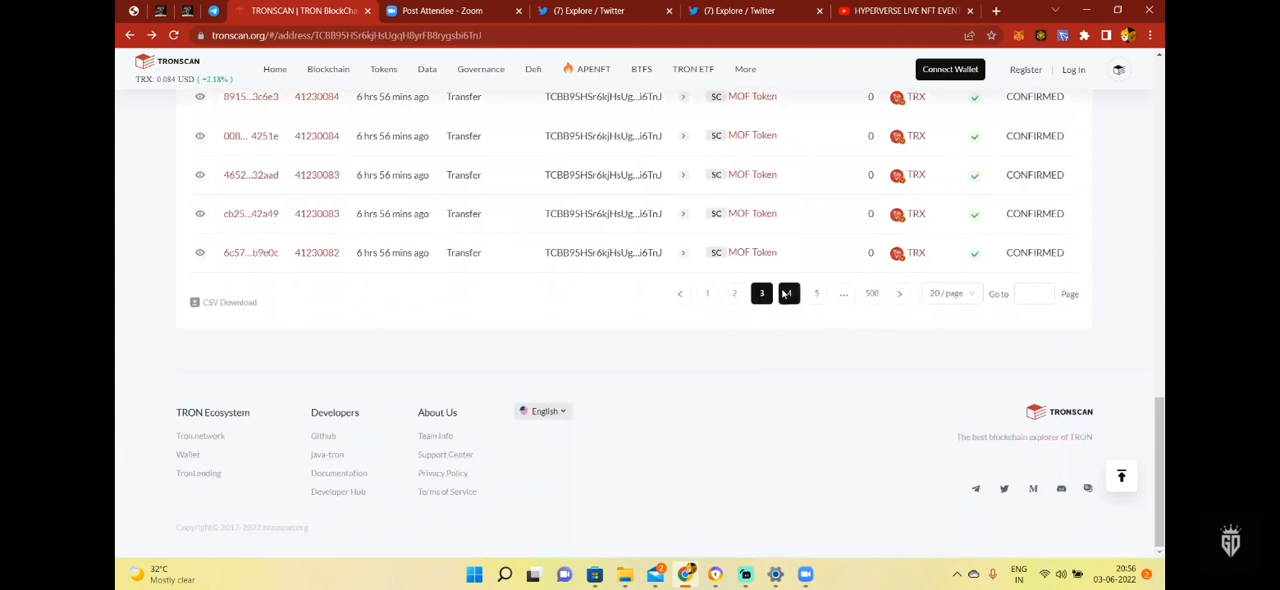 TRONSCAN | TRON BlockCha
Post Attendee - Zoom
(7) Explore / Twitter
(7) Explore / Twitter
HYPERVERSE LIVE NFT EVENT
tronscan.org/#/address/TCBB95HSr6kjHsUgqH8yrFB8rygsbi6TnJ
TRONSCAN
TRX: 0.084 USD (+2.18%)
Home
Blockchain
Tokens
Data
Governance
Defi
APENFT
BTFS
TRON ETF
More
Connect Wallet
Register | Log In
8915...3c6e3 41230084 6 hrs 56 mins ago Transfer TCBB95HSr6kjHsUg...i6TnJ SC MOF Token 0 TRX CONFIRMED
008... 4251e 41230084 6 hrs 56 mins ago Transfer TCBB95HSr6kjHsUg...i6TnJ SC MOF Token 0 TRX CONFIRMED
4652...32aad 41230083 6 hrs 56 mins ago Transfer TCBB95HSr6kjHsUg...i6TnJ SC MOF Token 0 TRX CONFIRMED
cb25...42a49 41230083 6 hrs 56 mins ago Transfer TCBB95HSr6kjHsUg...i6TnJ SC MOF Token 0 TRX CONFIRMED
6c57...b9e0c 41230082 6 hrs 56 mins ago Transfer TCBB95HSr6kjHsUg...i6TnJ SC MOF Token 0 TRX CONFIRMED
CSV Download
< 1 2 3 4 5 ... 500 > 20 / page Go to Page
TRON Ecosystem
Tron.network
Wallet
TronLending
Developers
Github
java-tron
Documentation
Developer Hub
About Us
Team Info
Support Center
Privacy Policy
Terms of Service
English
TRONSCAN
The best blockchain explorer of TRON
Copyright© 2017-2022 tronscan.org
32°C
Mostly clear
2
ENG
IN
20:56
03-06-2022
2
GD